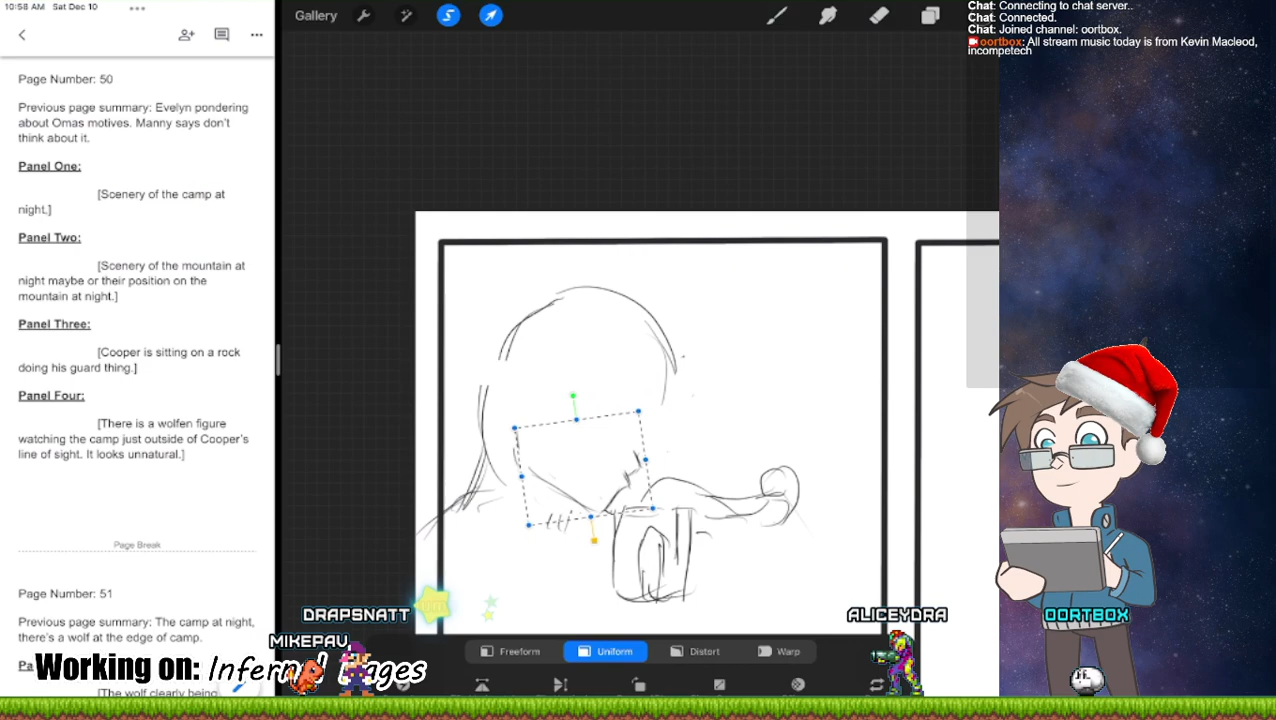 10:58 AM Sat Dec 10
Page Number: 50
Previous page summary: Evelyn pondering
about Omas motives. Manny says don't
think about it.
Panel One:
[Scenery of the camp at
night.]
Panel Two:
[Scenery of the mountain at
night maybe or their position on the
mountain at night.]
Panel Three:
[Cooper is sitting on a rock
doing his guard thing.]
Panel Four:
[There is a wolfen figure
watching the camp just outside of Cooper's
line of sight. It looks unnatural.]
Page Break
Page Number: 51
Previous page summary: The camp at night,
there's a wolf at the edge of camp.
[The wolf clearly being
Gallery
Freeform
Uniform
Distort
Warp
Chat: Connecting to chat server..
Chat: Connected.
Chat: Joined channel: oortbox.
oortbox: All stream music today is from Kevin Macleod,
incompetech
DRAPSNATT
MIKEPAV
ALICEYDRA
OORTBOX
Working on: